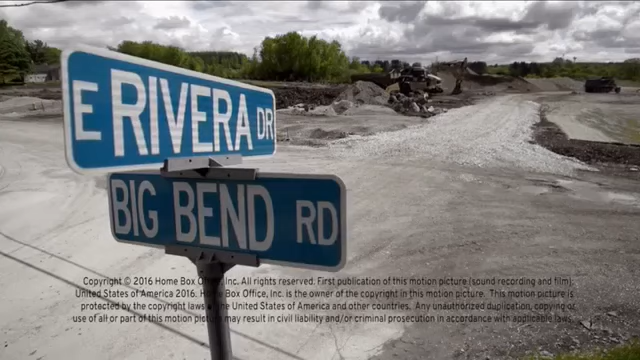 E RIVERA DR
BIG BEND RD
Copyright © 2016 Home Box Office, Inc. All rights reserved. First publication of this motion picture (sound recording and film):
United States of America 2016. Home Box Office, Inc. is the owner of the copyright in this motion picture. This motion picture is
protected by the copyright laws of the United States of America and other countries. Any unauthorized duplication, copying or
use of all or part of this motion picture may result in civil liability and/or criminal prosecution in accordance with applicable laws.